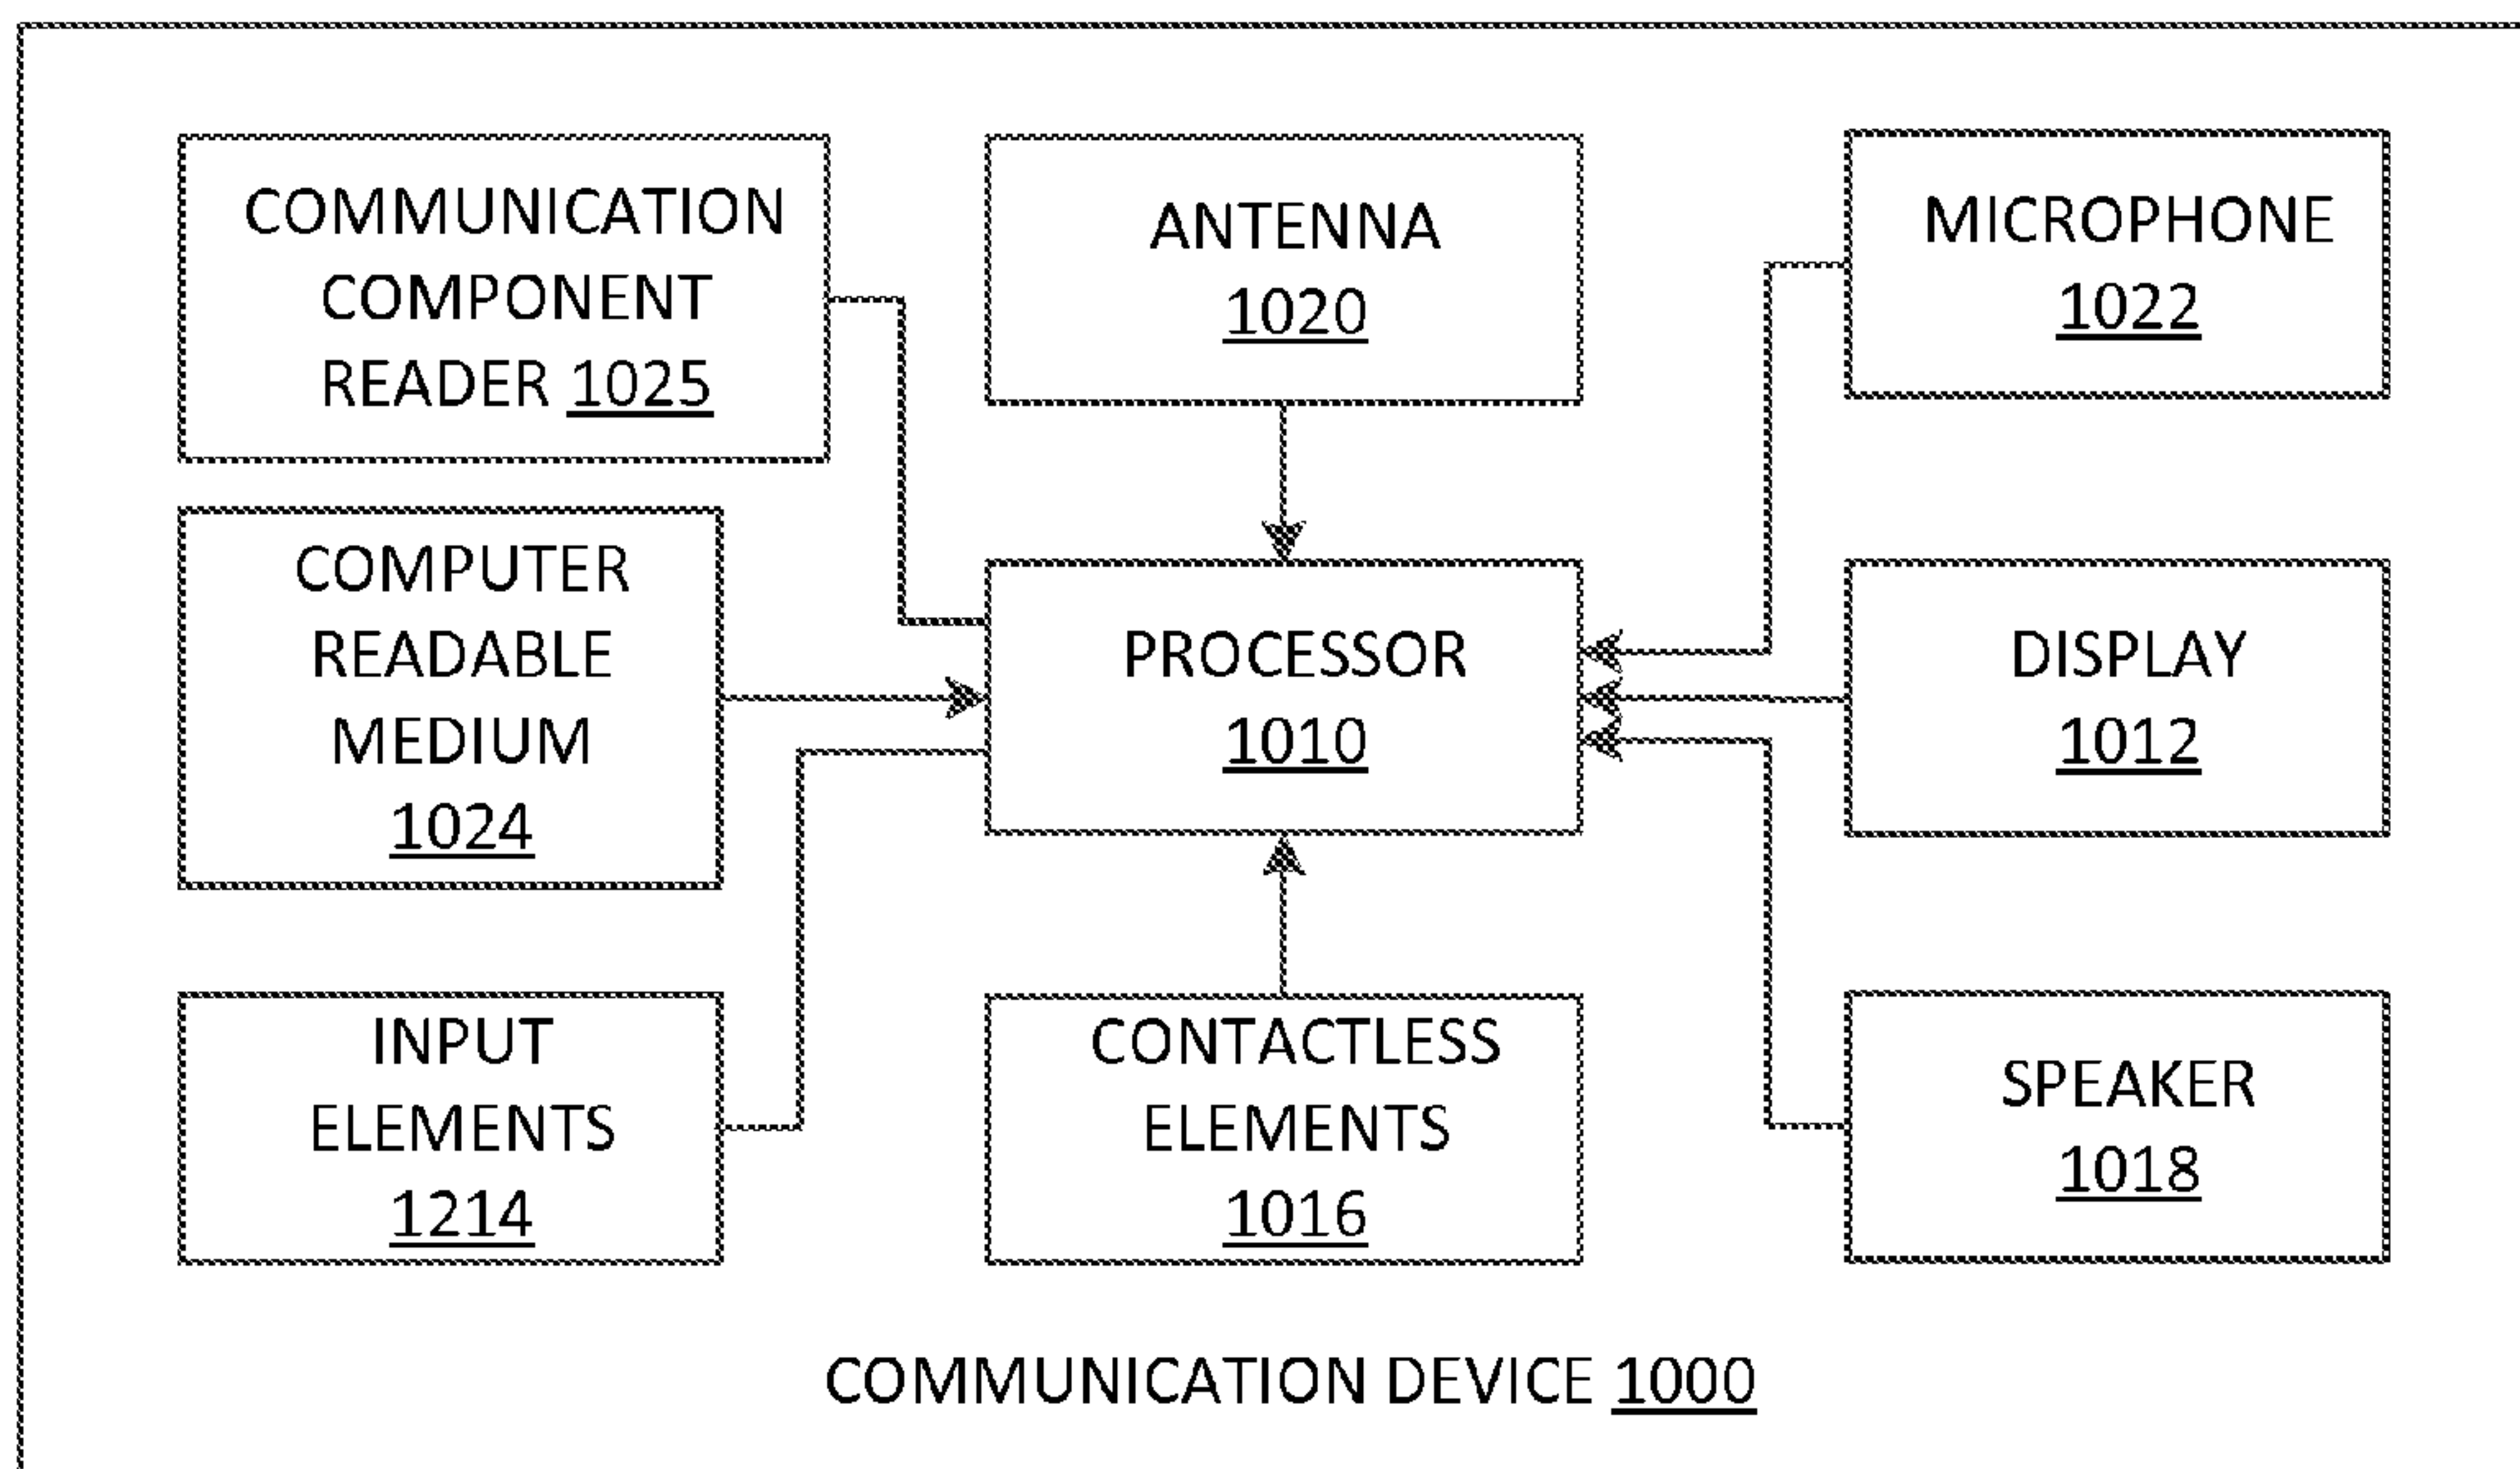 COMMUNICATION
COMPONENT
READER 1025
ANTENNA
1020
MICROPHONE
1022
COMPUTER
READABLE
MEDIUM
1024
PROCESSOR
1010
DISPLAY
1012
INPUT
ELEMENTS
1214
CONTACTLESS
ELEMENTS
1016
SPEAKER
1018
COMMUNICATION DEVICE 1000